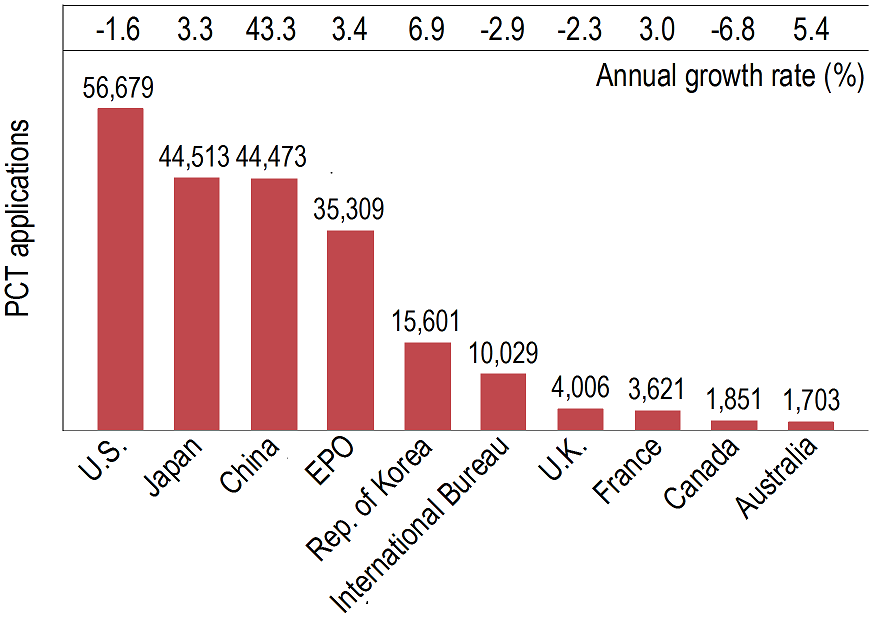 -1.6 3.3 43.3 3.4 6.9 -2.9 -2.3 3.0 -6.8 5.4
Annual growth rate (%)
56,679
44,513 44,473
35,309
15,601
10,029
4,006 3,621 1,851 1,703
PCT applications
U.S.
Japan
China
EPO
Rep. of Korea
International Bureau
U.K.
France
Canada
Australia